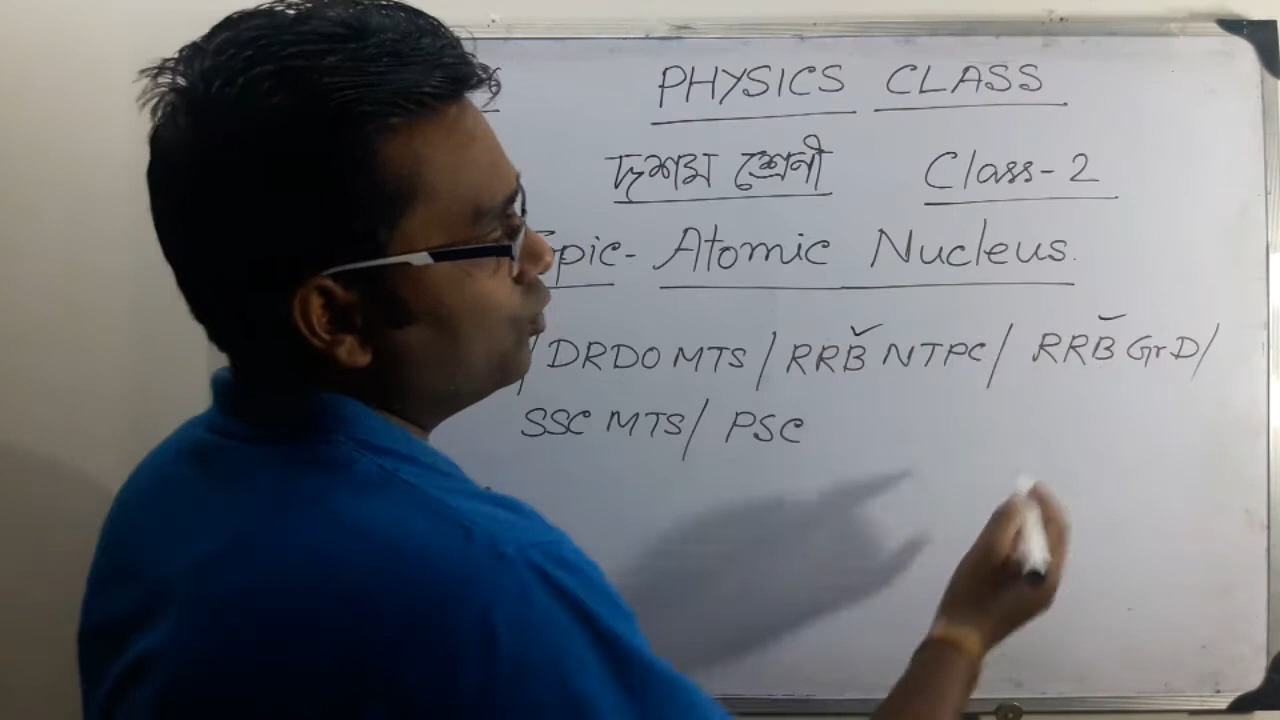 PHYSICS CLASS
দশম শ্রেনী Class-2
Atomic Nucleus.
/ DRDO MTS / RRB NTPC / RRB GrD /
SSC MTS / PSC